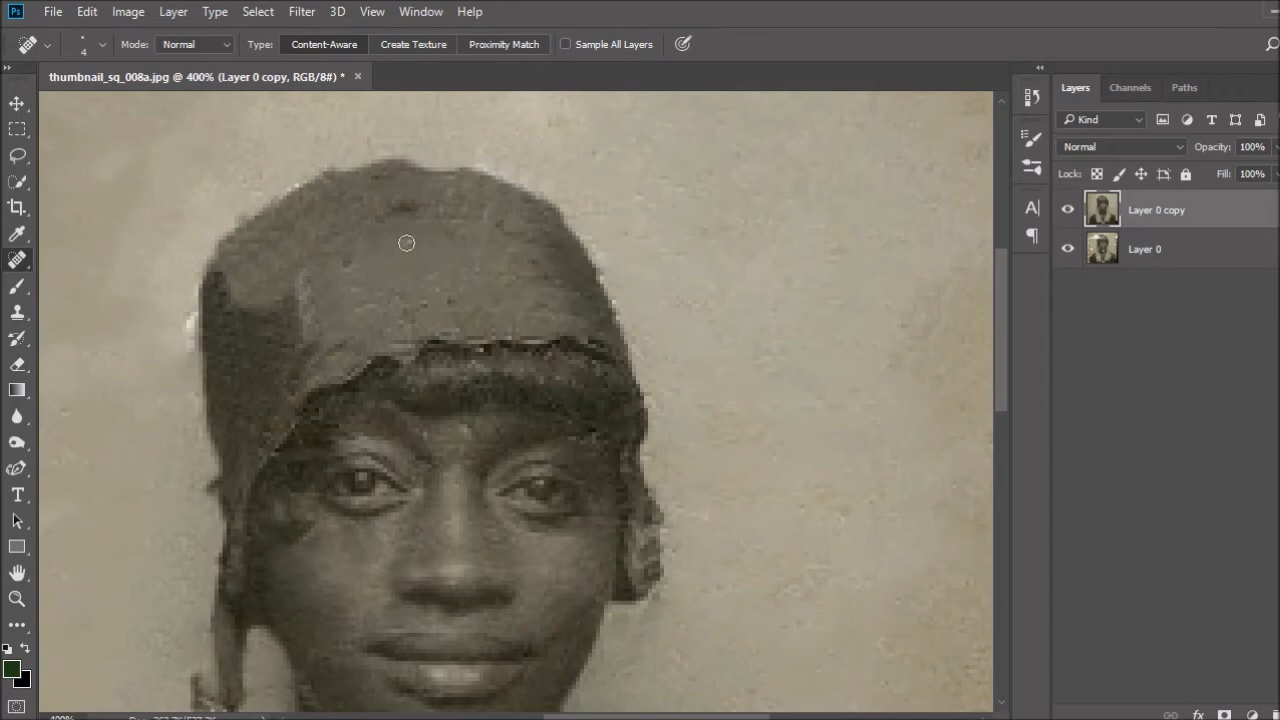 Ps File Edit Image Layer Type Select Filter 3D View Window Help
4 Mode: Normal Type: Content-Aware Create Texture Proximity Match Sample All Layers
thumbnail_sq_008a.jpg @ 400% (Layer 0 copy, RGB/8#) * ×
Layers Channels Paths
Kind
Normal Opacity: 100%
Lock: Fill: 100%
Layer 0 copy
Layer 0